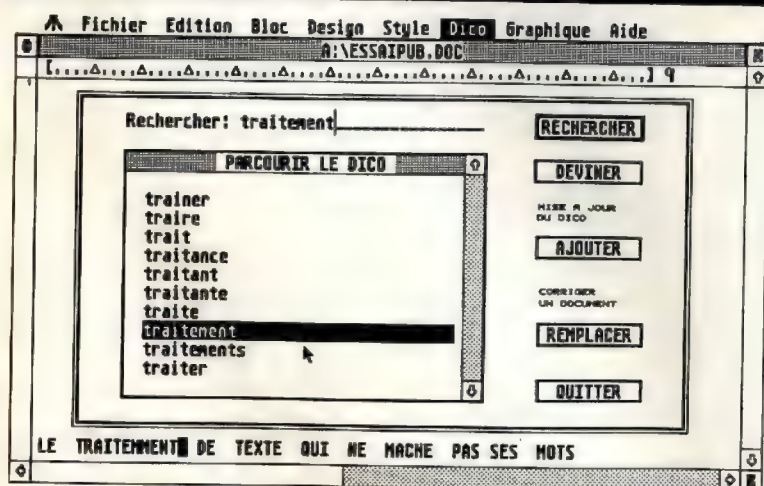 Fichier Edition Bloc Design Style Dico Graphique Aide
A:\ESSAIPUB.DOC
Rechercher: traitement
RECHERCHER
PARCOURIR LE DICO
DEVINER
MISE A JOUR
DU DICO
AJOUTER
CORRIGER
UN DOCUMENT
REMPLACER
QUITTER
trainer
traire
trait
traitance
traitant
traitante
traite
traitement
traitements
traiter
LE TRAITEMMENT DE TEXTE QUI NE MACHE PAS SES MOTS